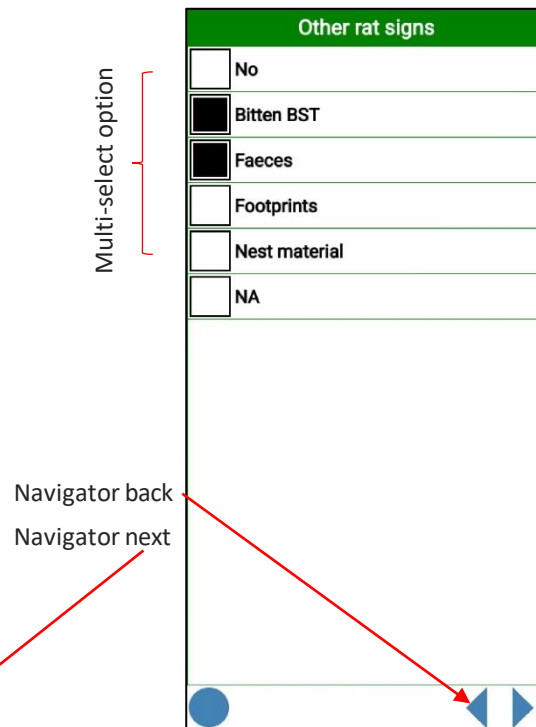 Other rat signs
Multi-select option
No
Bitten BST
Faeces
Footprints
Nest material
NA
Navigator back
Navigator next